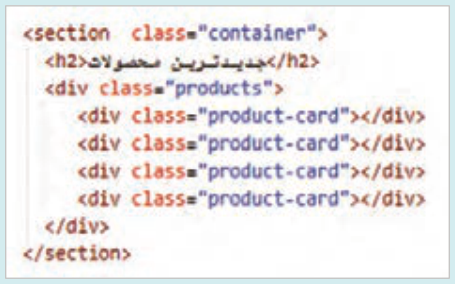 <section class="container">
<h2>جدیدترین محصولات</h2>
<div class="products">
<div class="product-card"></div>
<div class="product-card"></div>
<div class="product-card"></div>
<div class="product-card"></div>
</div>
</section>